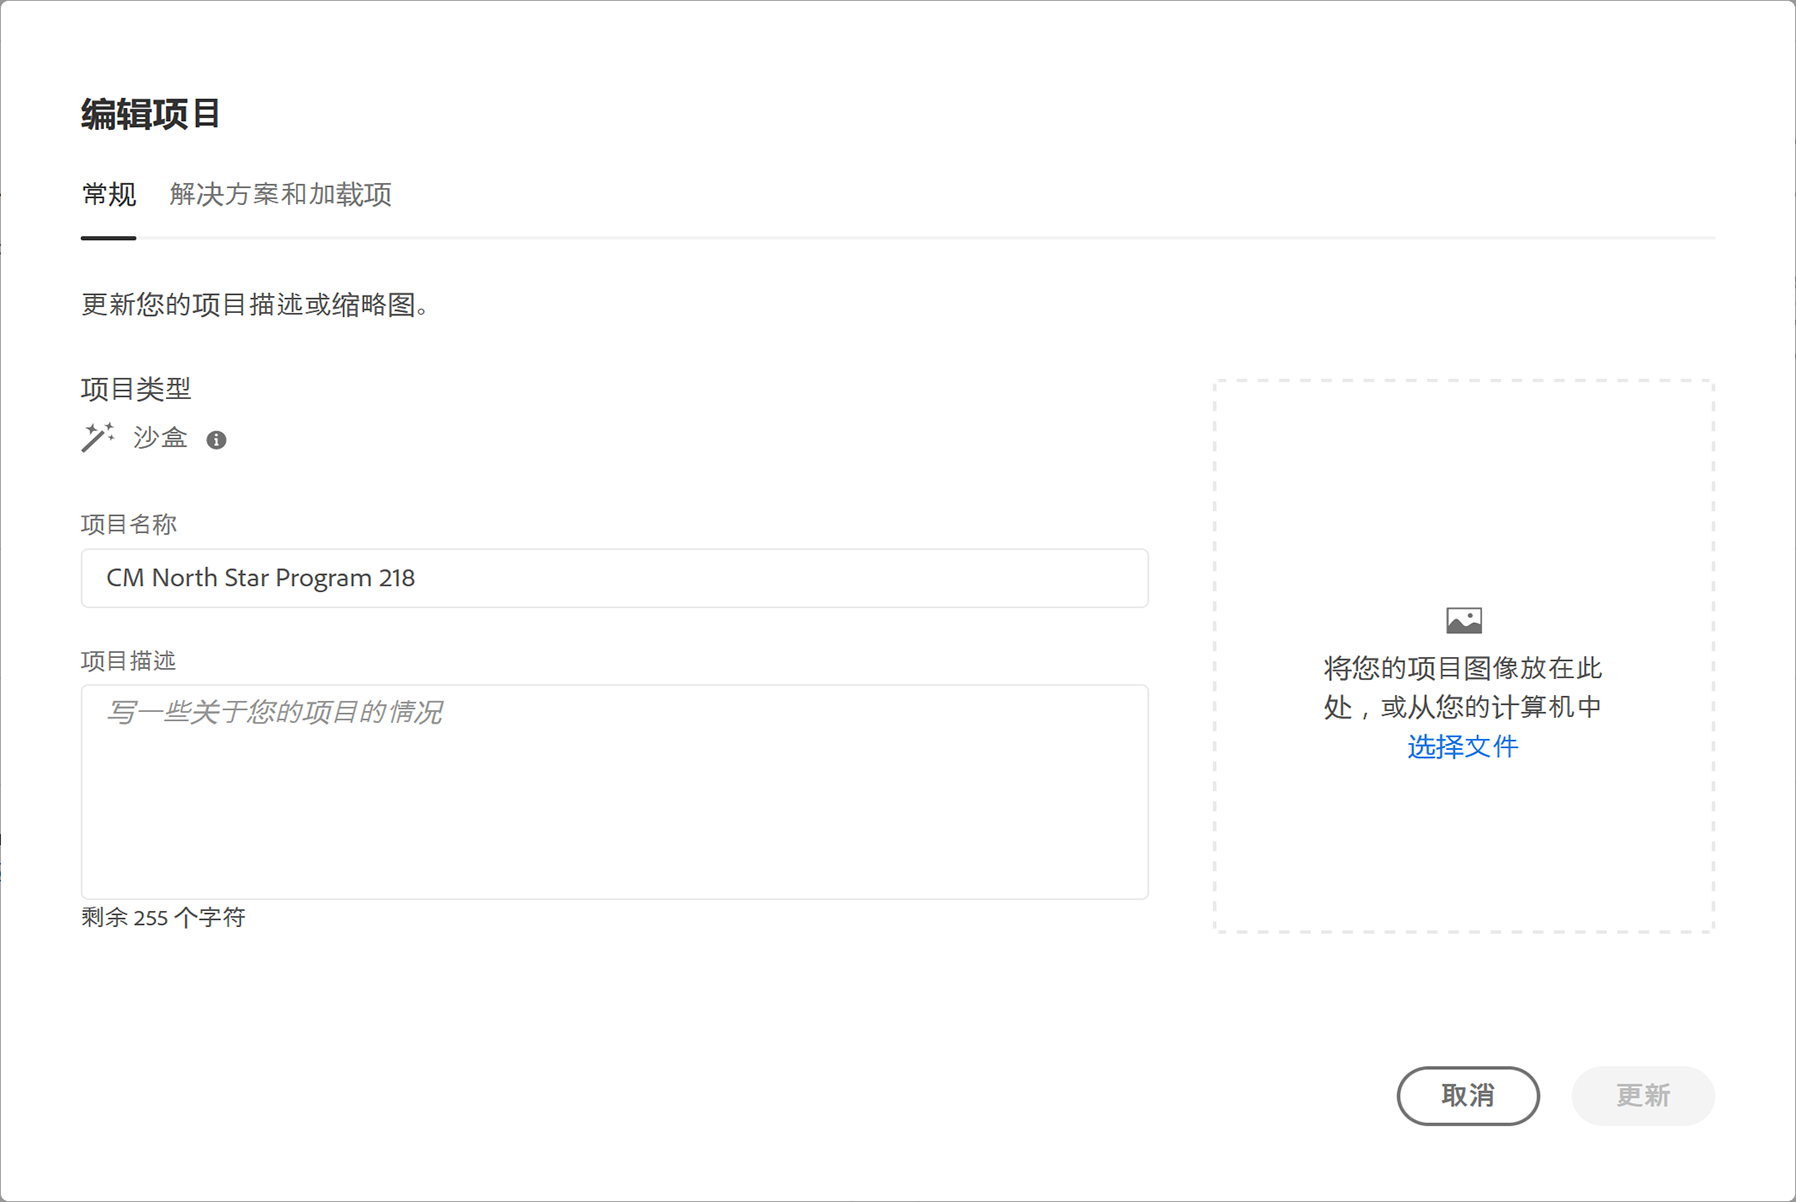 编辑项目
常规 解决方案和加载项
更新您的项目描述或缩略图。
项目类型
沙盒
项目名称
CM North Star Program 218
项目描述
写一些关于您的项目的情况
剩余 255 个字符
将您的项目图像放在此
处，或从您的计算机中
选择文件
取消 更新